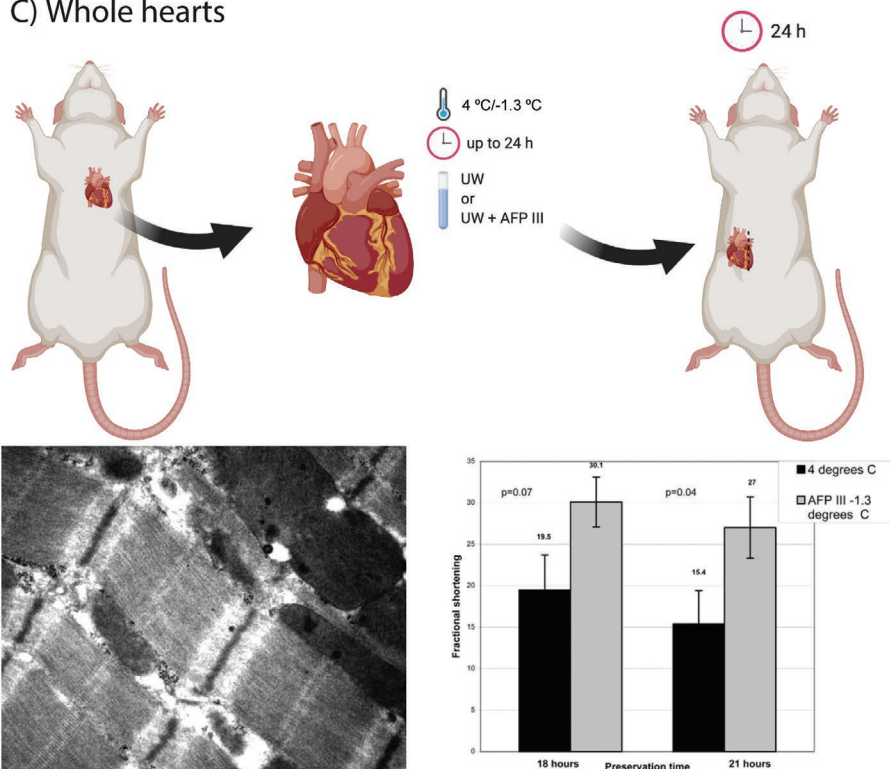 C) Whole hearts
24 h
4 ºC/-1.3 ºC
up to 24 h
UW
or
UW + AFP III
35
30
25
20
15
10
5
0
Fractional shortening
p=0.07
19.5
30.1
p=0.04
15.4
27
4 degrees C
AFP III -1.3
degrees C
18 hours
Preservation time
21 hours